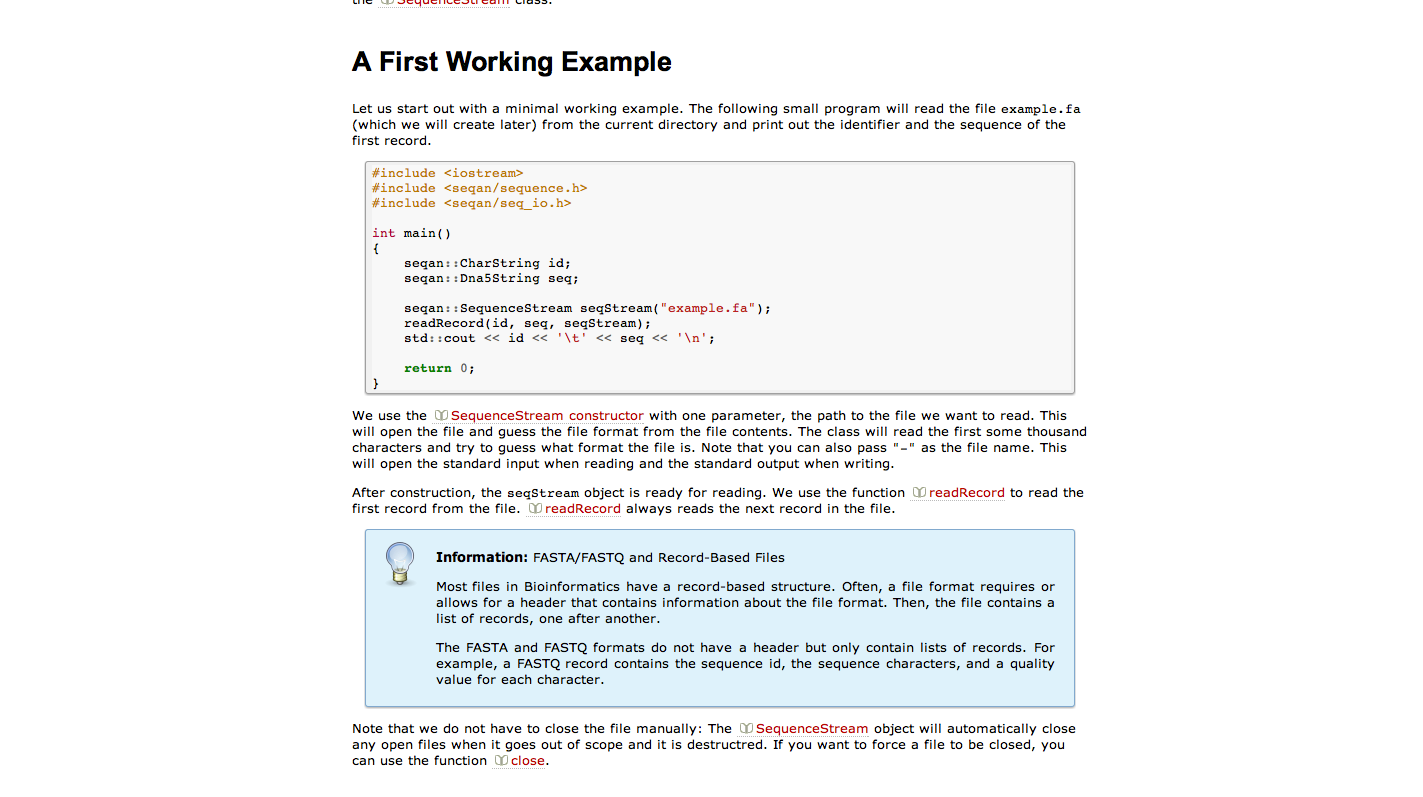 the SequenceStream class.
A First Working Example
Let us start out with a minimal working example. The following small program will read the file example.fa
(which we will create later) from the current directory and print out the identifier and the sequence of the
first record.
#include <iostream>
#include <seqan/sequence.h>
#include <seqan/seq_io.h>
int main()
{
    seqan::CharString id;
    seqan::Dna5String seq;
    seqan::SequenceStream seqStream("example.fa");
    readRecord(id, seq, seqStream);
    std::cout << id << '\t' << seq << '\n';
    return 0;
}
We use the SequenceStream constructor with one parameter, the path to the file we want to read. This
will open the file and guess the file format from the file contents. The class will read the first some thousand
characters and try to guess what format the file is. Note that you can also pass "-" as the file name. This
will open the standard input when reading and the standard output when writing.
After construction, the seqStream object is ready for reading. We use the function readRecord to read the
first record from the file. readRecord always reads the next record in the file.
Information: FASTA/FASTQ and Record-Based Files
Most files in Bioinformatics have a record-based structure. Often, a file format requires or
allows for a header that contains information about the file format. Then, the file contains a
list of records, one after another.
The FASTA and FASTQ formats do not have a header but only contain lists of records. For
example, a FASTQ record contains the sequence id, the sequence characters, and a quality
value for each character.
Note that we do not have to close the file manually: The SequenceStream object will automatically close
any open files when it goes out of scope and it is destructred. If you want to force a file to be closed, you
can use the function close.